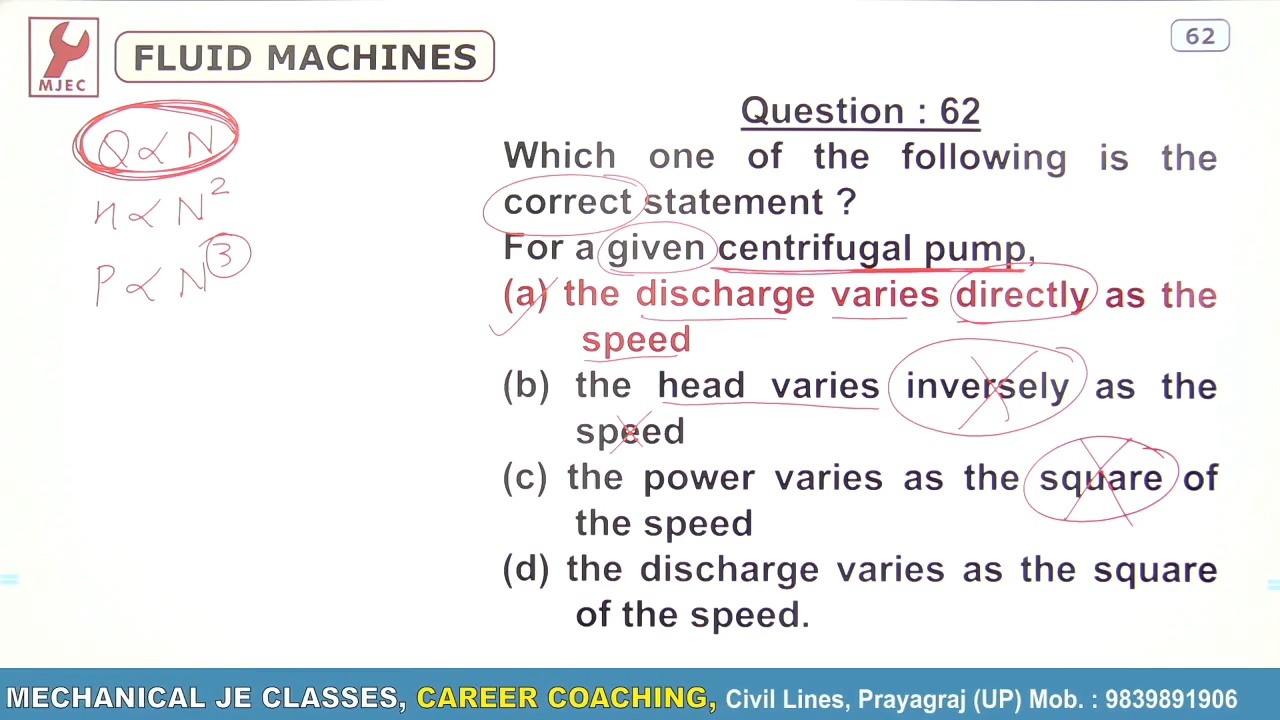 MJEC
FLUID MACHINES
62
Q ∝ N
H ∝ N²
P ∝ N³
Question : 62
Which one of the following is the
correct statement ?
For a given centrifugal pump,
(a) the discharge varies directly as the
speed
(b) the head varies inversely as the
speed
(c) the power varies as the square of
the speed
(d) the discharge varies as the square
of the speed.
MECHANICAL JE CLASSES, CAREER COACHING, Civil Lines, Prayagraj (UP) Mob. : 9839891906